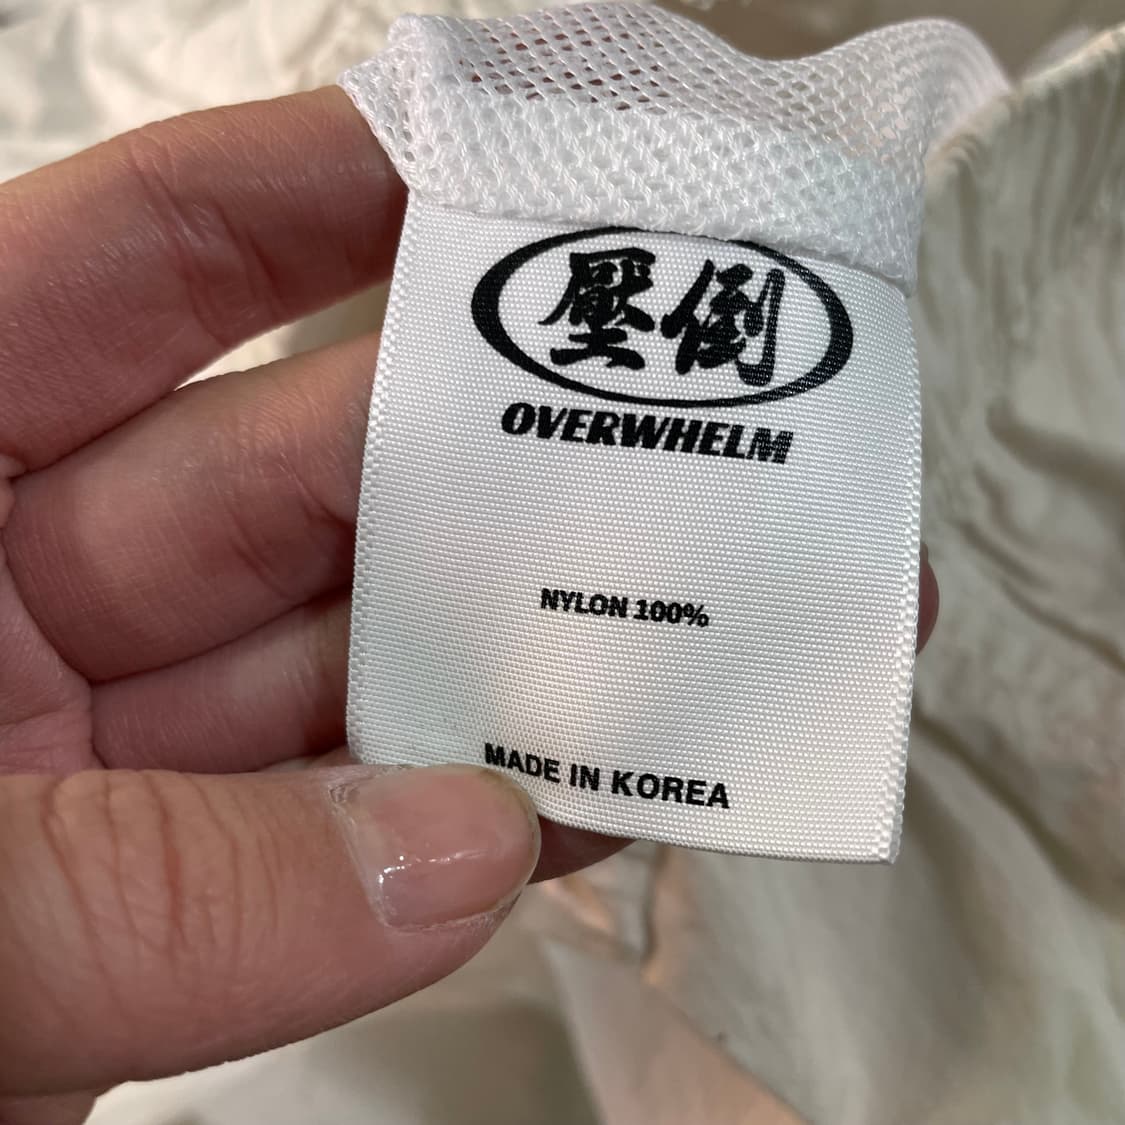 壓倒
OVERWHELM
NYLON 100%
MADE IN KOREA